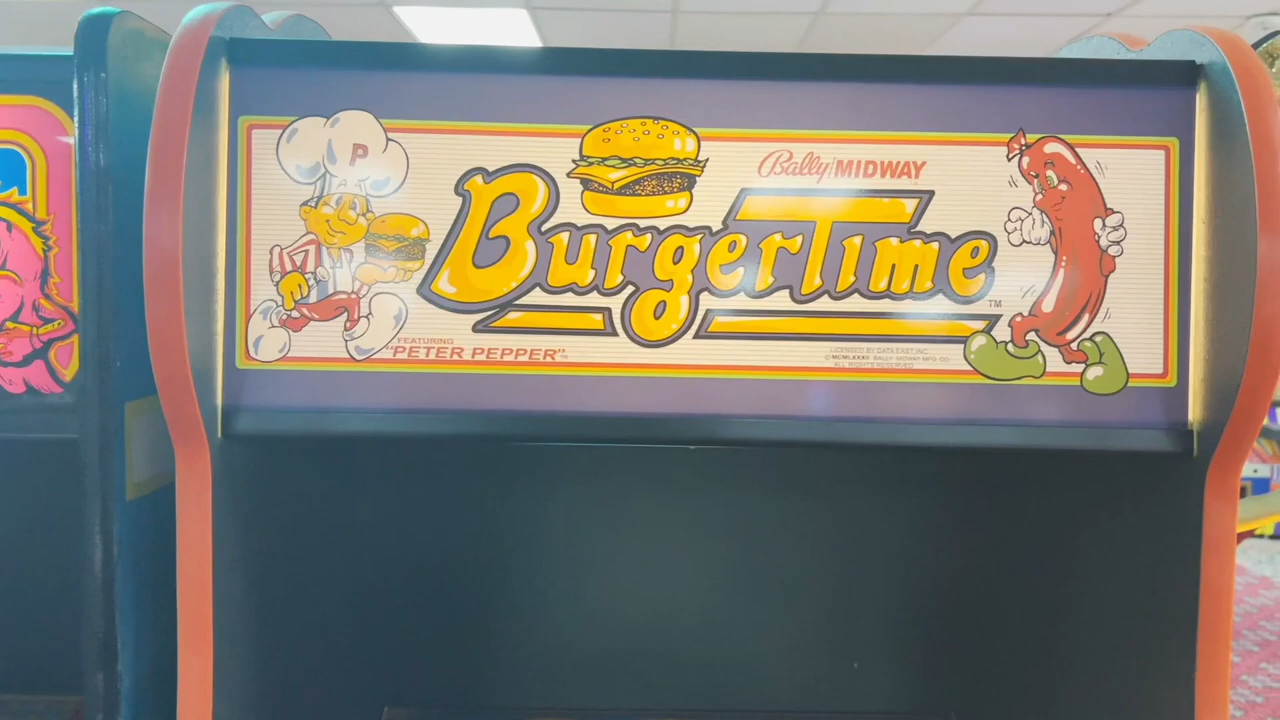 P
Bally/MIDWAY
BurgerTime
TM
FEATURING
"PETER PEPPER"™
LICENSED BY DATA EAST, INC.
© MCMLXXXII BALLY MIDWAY MFG. CO.
ALL RIGHTS RESERVED